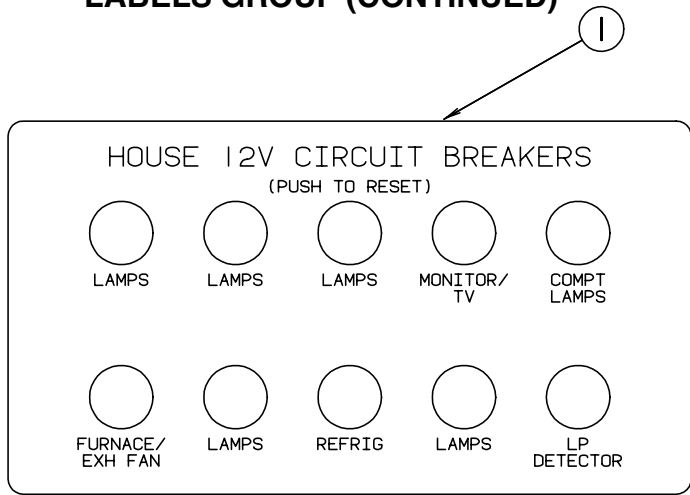 LABELS GROUP (CONTINUED)
1
HOUSE 12V CIRCUIT BREAKERS
(PUSH TO RESET)
LAMPS LAMPS LAMPS MONITOR/ COMPT
TV LAMPS
FURNACE/ LAMPS REFRIG LAMPS LP
EXH FAN DETECTOR